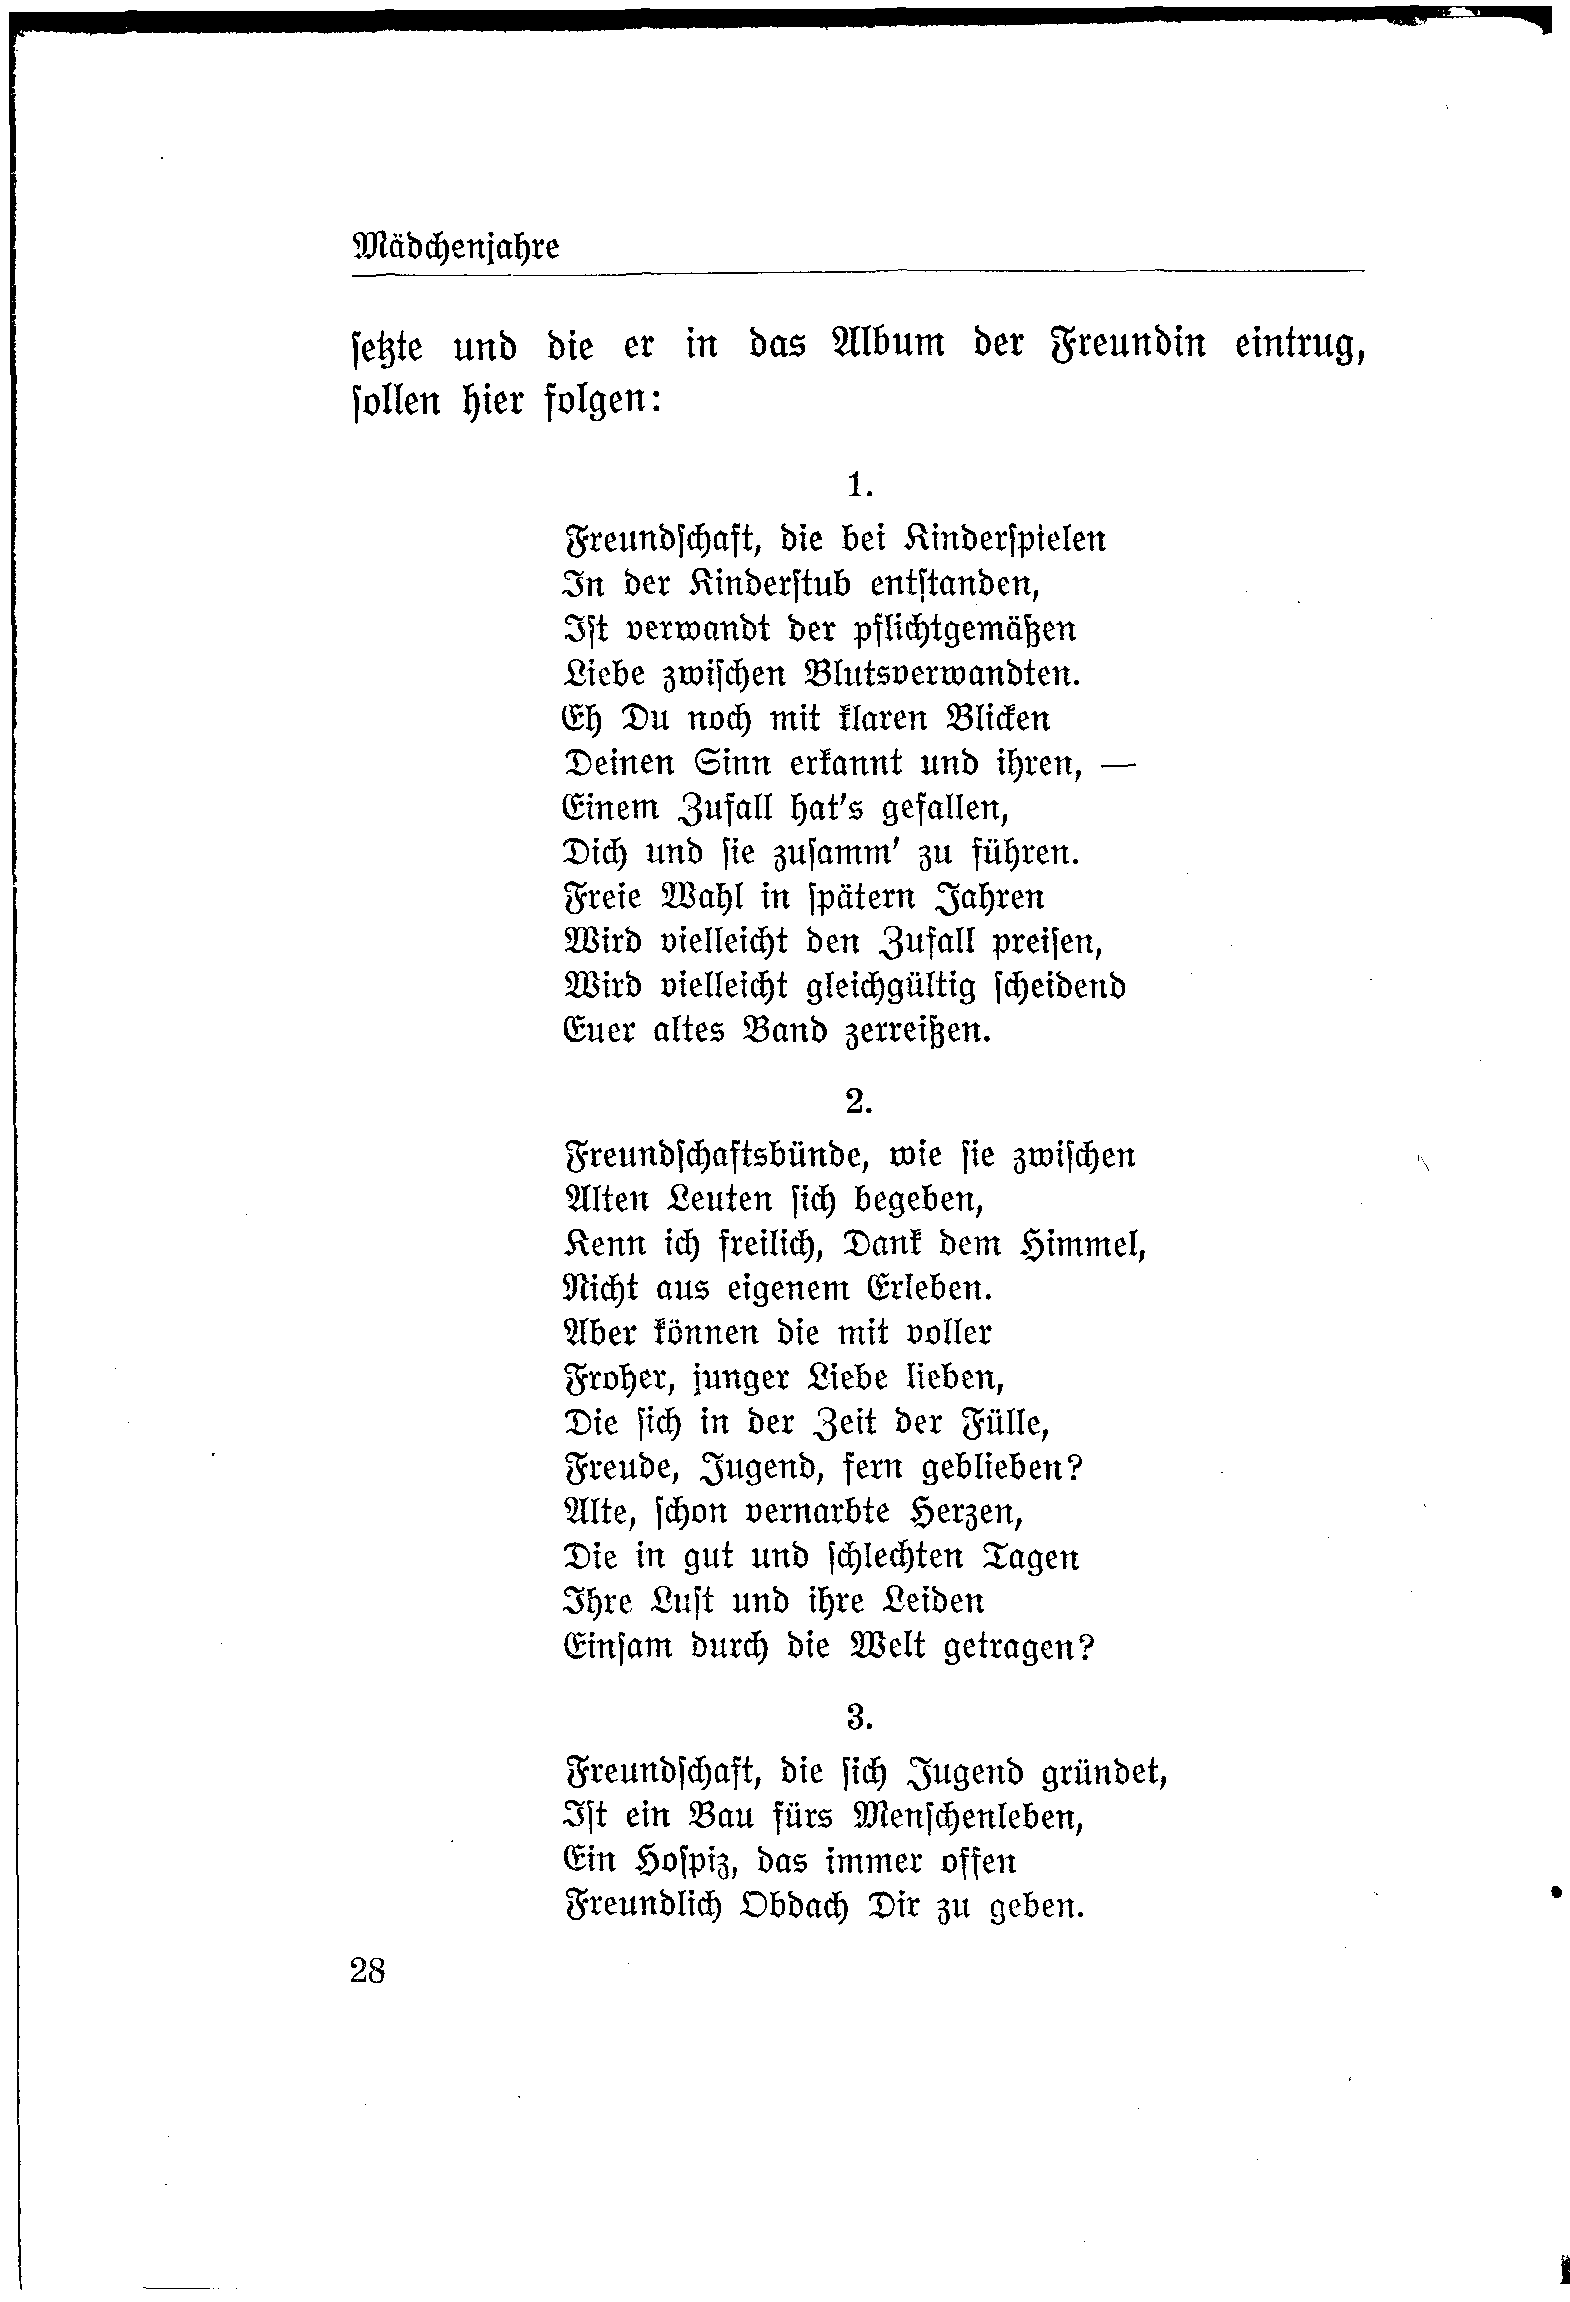 Mädchenjahre
setzte und die er in das Album der Freundin eintrug,
sollen hier folgen:
1.
Freundschaft, die bei Kinderspielen
In der Kinderstub entstanden,
Ist verwandt der pflichtgemäßen
Liebe zwischen Blutsverwandten.
Eh Du noch mit klaren Blicken
Deinen Sinn erkannt und ihren, —
Einem Zufall hat's gefallen,
Dich und sie zusamm' zu führen.
Freie Wahl in spätern Jahren
Wird vielleicht den Zufall preisen,
Wird vielleicht gleichgültig scheidend
Euer altes Band zerreißen.
2.
Freundschaftsbünde, wie sie zwischen
Alten Leuten sich begeben,
Kenn ich freilich, Dank dem Himmel,
Nicht aus eigenem Erleben.
Aber können die mit voller
Froher, junger Liebe lieben,
Die sich in der Zeit der Fülle,
Freude, Jugend, fern geblieben?
Alte, schon vernarbte Herzen,
Die in gut und schlechten Tagen
Ihre Lust und ihre Leiden
Einsam durch die Welt getragen?
3.
Freundschaft, die sich Jugend gründet,
Ist ein Bau fürs Menschenleben,
Ein Hospiz, das immer offen
Freundlich Obdach Dir zu geben.
28